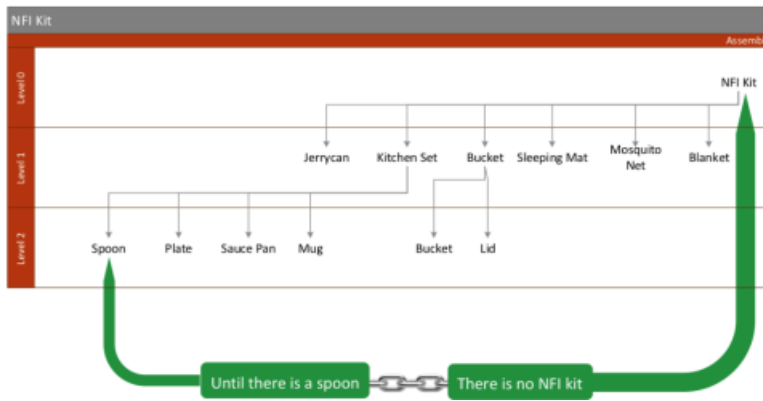 NFI Kit
Assemb
Level 0
NFI Kit
Level 1
Jerrycan
Kitchen Set
Bucket
Sleeping Mat
Mosquito
Net
Blanket
Level 2
Spoon
Plate
Sauce Pan
Mug
Bucket
Lid
Until there is a spoon
There is no NFI kit